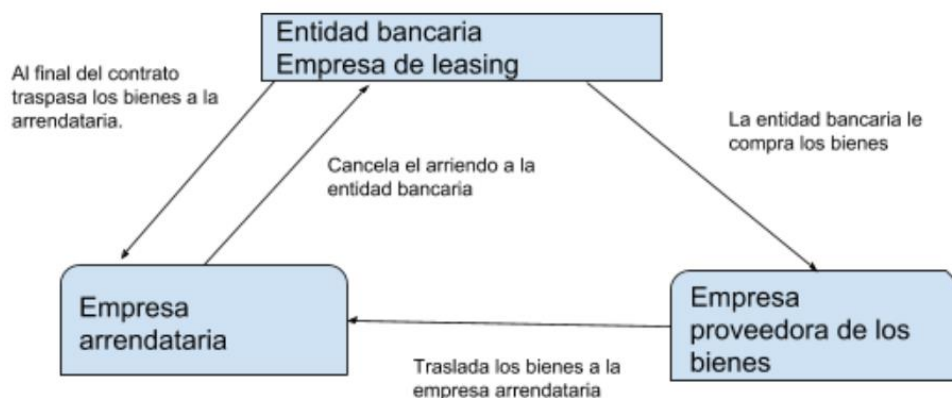 Entidad bancaria
Empresa de leasing
Al final del contrato
traspasa los bienes a la
arrendataria.
La entidad bancaria le
compra los bienes
Cancela el arriendo a la
entidad bancaria
Empresa
arrendataria
Empresa
proveedora de los
bienes
Traslada los bienes a la
empresa arrendataria